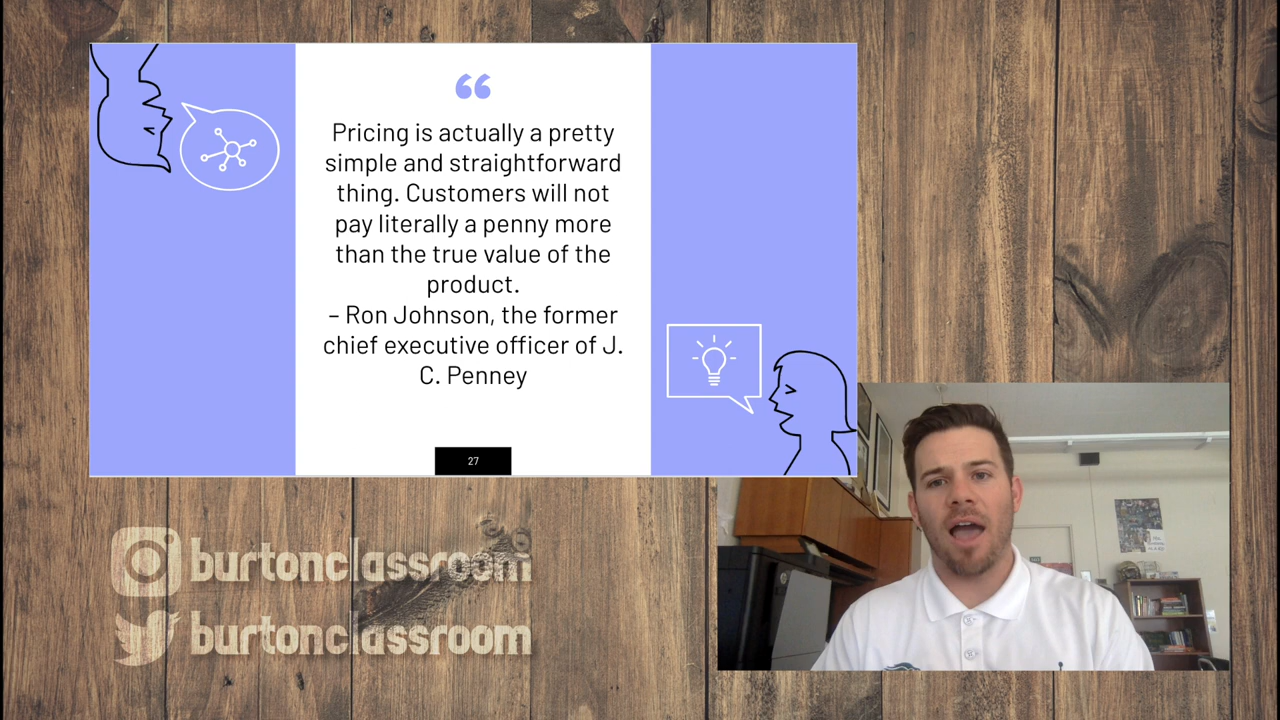 “
Pricing is actually a pretty
simple and straightforward
thing. Customers will not
pay literally a penny more
than the true value of the
product.
– Ron Johnson, the former
chief executive officer of J.
C. Penney
27
burtonclassroom
burtonclassroom